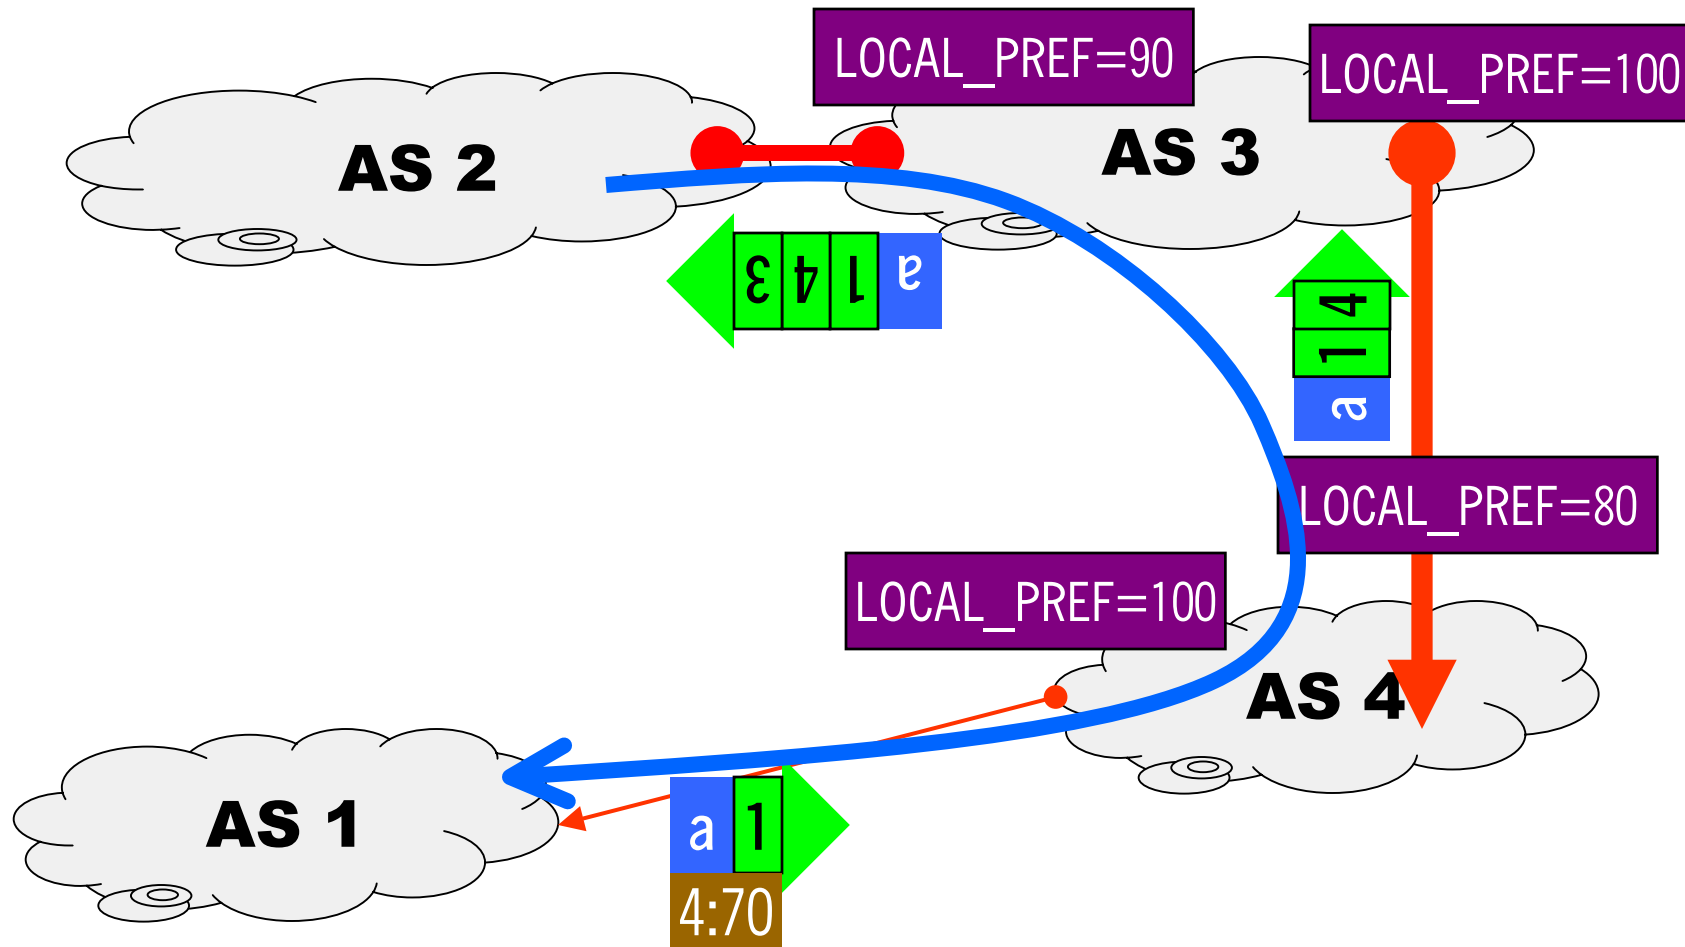 LOCAL_PREF=90
LOCAL_PREF=100
AS 2
AS 3
3 4 1 a
4
1
a
LOCAL_PREF=80
LOCAL_PREF=100
AS 4
AS 1
a 1
4:70